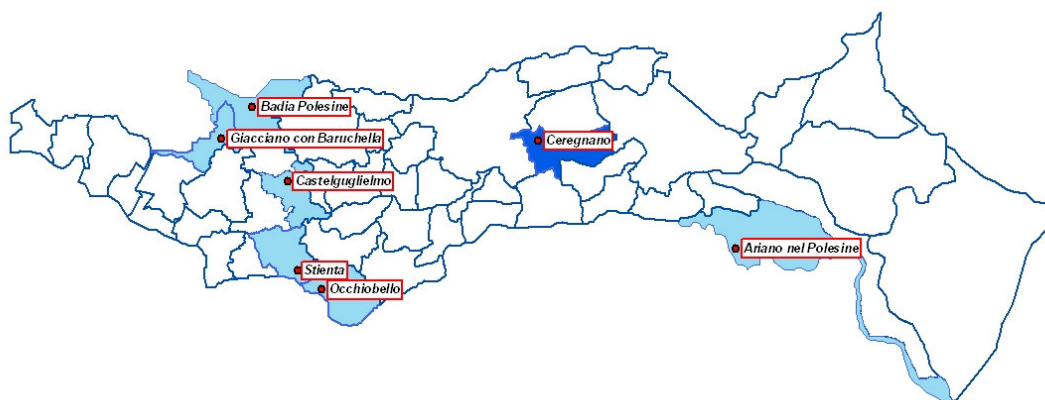 Badia Polesine
Giacciano con Baruchella
Ceregnano
Castelguglielmo
Ariano nel Polesine
Stienta
Occhiobello